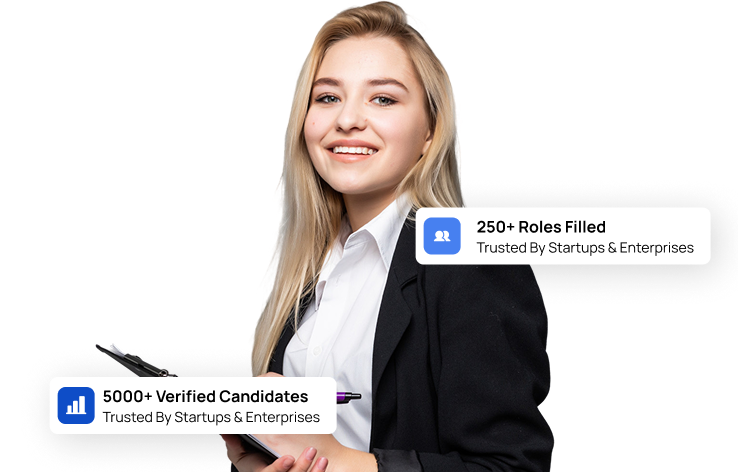 250+ Roles Filled
Trusted By Startups & Enterprises
5000+ Verified Candidates
Trusted By Startups & Enterprises